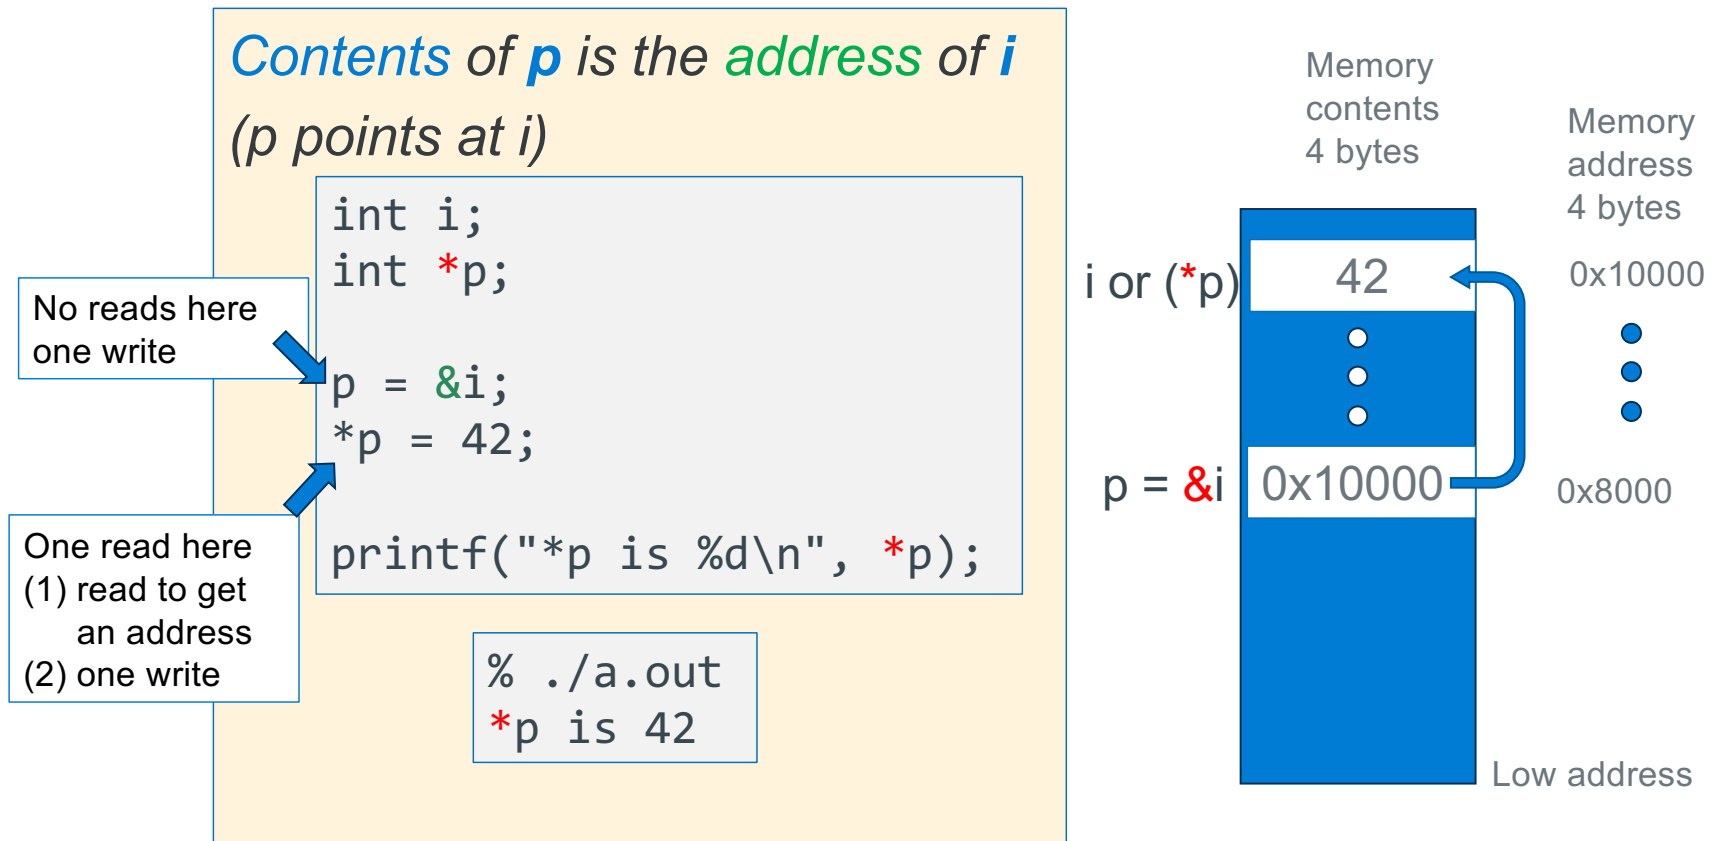 Contents of p is the address of i
(p points at i)
int i;
int *p;
p = &i;
*p = 42;
printf("*p is %d\n", *p);
No reads here
one write
One read here
(1) read to get
an address
(2) one write
% ./a.out
*p is 42
Memory
contents
4 bytes
Memory
address
4 bytes
i or (*p)
42
0x10000
p = &i
0x10000
0x8000
Low address